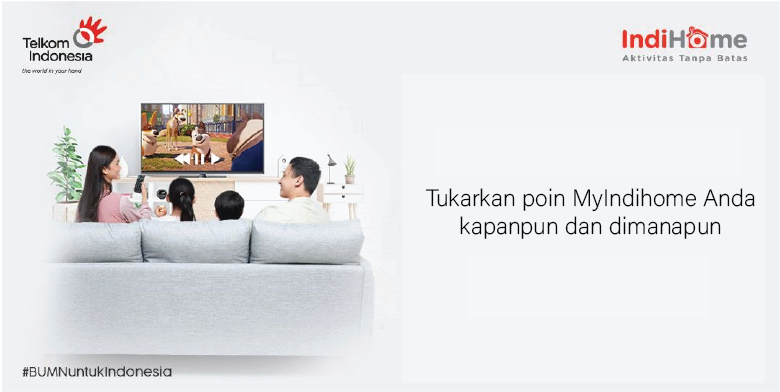 Telkom
Indonesia
the world in your hand
IndiHome
Aktivitas Tanpa Batas
Tukarkan poin MyIndihome Anda
kapanpun dan dimanapun
#BUMNuntukIndonesia